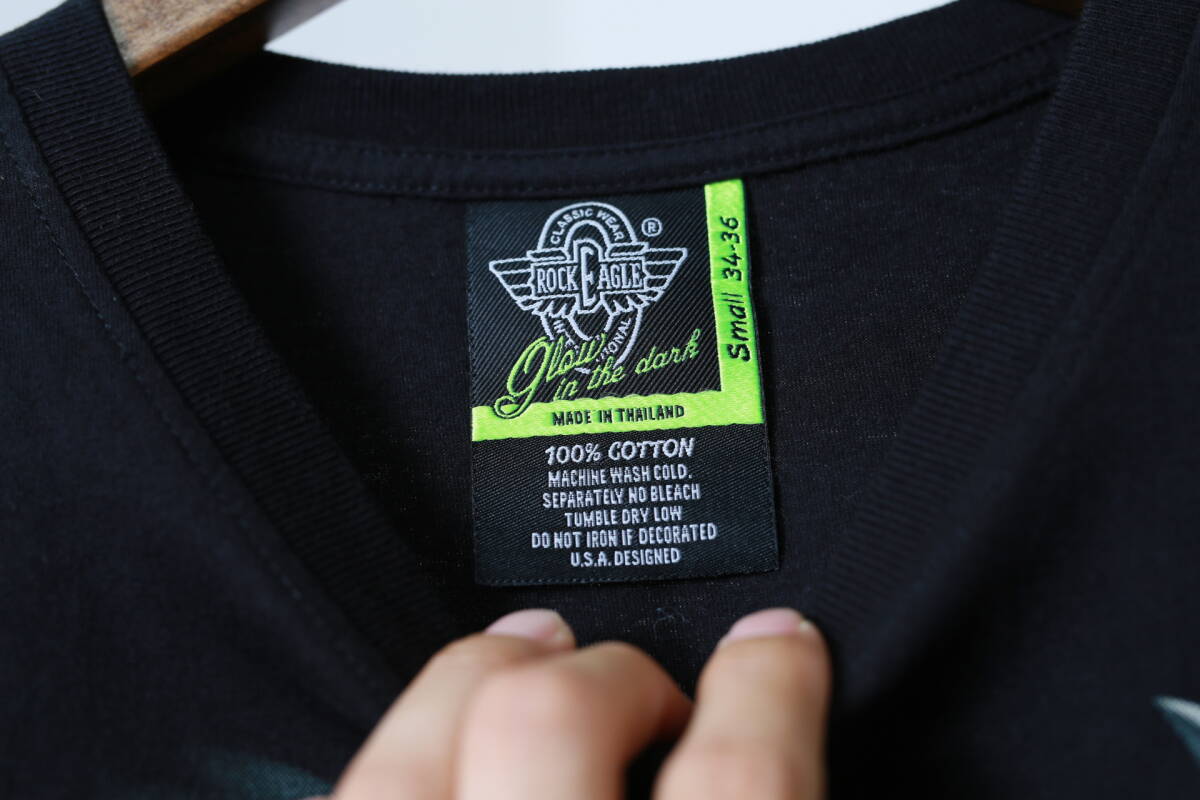 CLASSIC WEAR
®
ROCK EAGLE
Glow
in the dark
Small 34-36
MADE IN THAILAND
100% COTTON
MACHINE WASH COLD.
SEPARATELY NO BLEACH
TUMBLE DRY LOW
DO NOT IRON IF DECORATED
U.S.A. DESIGNED